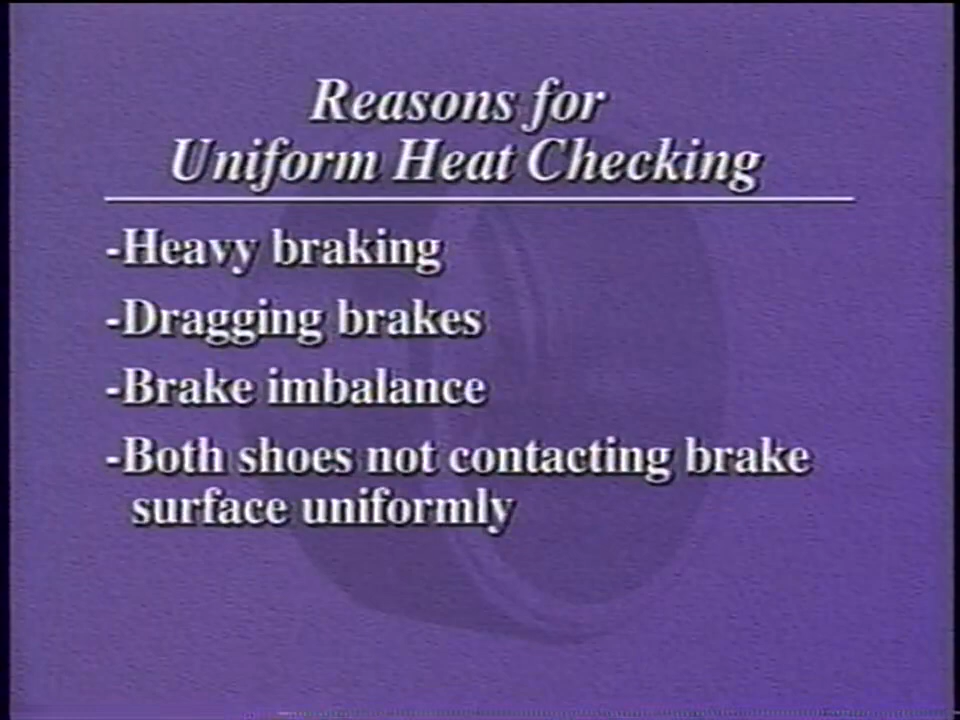 Reasons for
Uniform Heat Checking
-Heavy braking
-Dragging brakes
-Brake imbalance
-Both shoes not contacting brake
surface uniformly